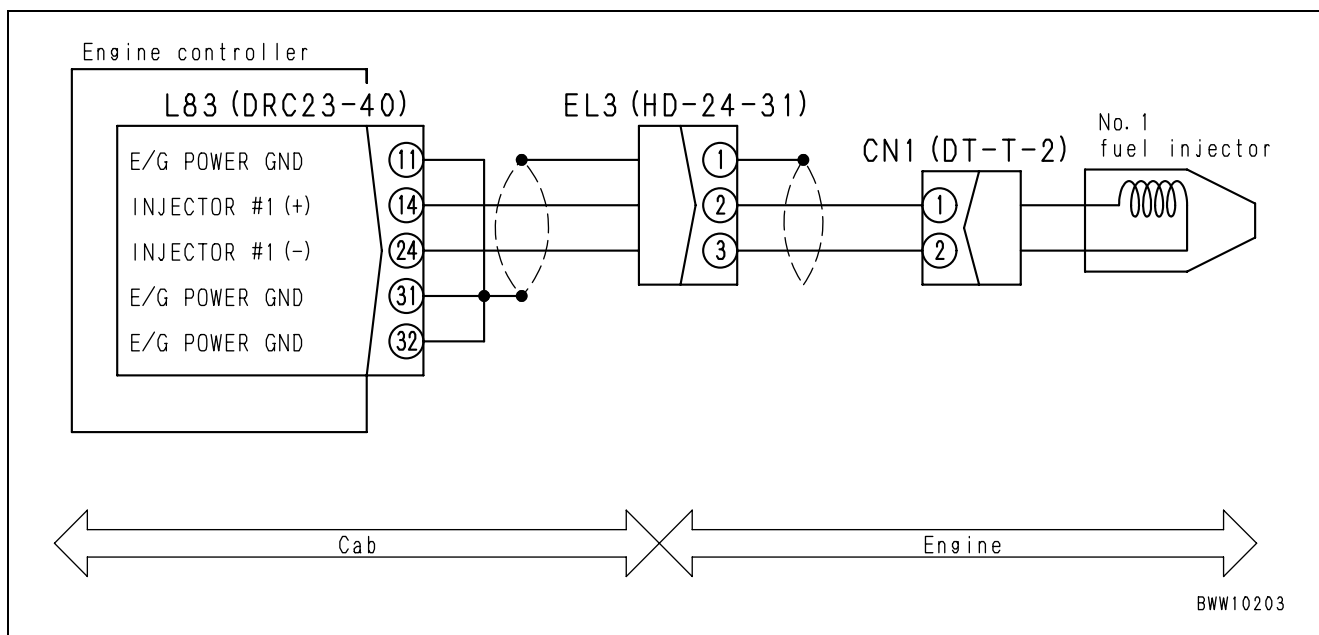 Engine controller
L83 (DRC23-40)
E/G POWER GND 11
INJECTOR #1 (+) 14
INJECTOR #1 (-) 24
E/G POWER GND 31
E/G POWER GND 32
EL3 (HD-24-31)
1
2
3
CN1 (DT-T-2)
1
2
No. 1
fuel injector
Cab
Engine
BWW10203